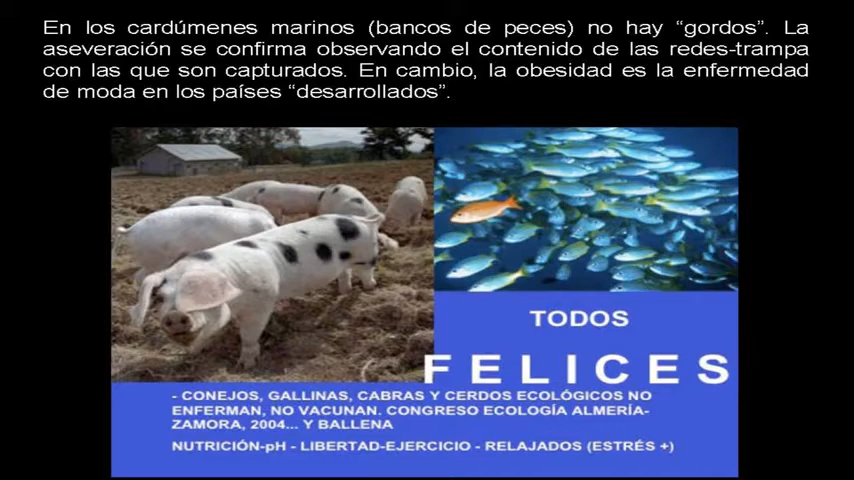 En los cardúmenes marinos (bancos de peces) no hay “gordos”. La
aseveración se confirma observando el contenido de las redes-trampa
con las que son capturados. En cambio, la obesidad es la enfermedad
de moda en los países “desarrollados”.
TODOS
FELICES
- CONEJOS, GALLINAS, CABRAS Y CERDOS ECOLÓGICOS NO
ENFERMAN, NO VACUNAN. CONGRESO ECOLOGÍA ALMERÍA-
ZAMORA, 2004... Y BALLENA
NUTRICIÓN-pH - LIBERTAD-EJERCICIO - RELAJADOS (ESTRÉS +)